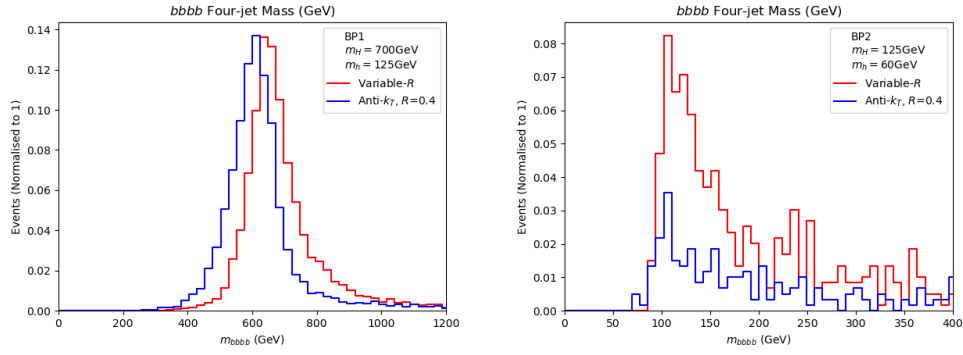 bbbb Four-jet Mass (GeV)
Events (Normalised to 1)
0.14
0.12
0.10
0.08
0.06
0.04
0.02
0.00
BP1
m_H = 700GeV
m_h = 125GeV
Variable-R
Anti-k_T, R=0.4
0 200 400 600 800 1000 1200
m_bbbb (GeV)
bbbb Four-jet Mass (GeV)
Events (Normalised to 1)
0.08
0.07
0.06
0.05
0.04
0.03
0.02
0.01
0.00
BP2
m_H = 125GeV
m_h = 60GeV
Variable-R
Anti-k_T, R=0.4
0 50 100 150 200 250 300 350 400
m_bbbb (GeV)